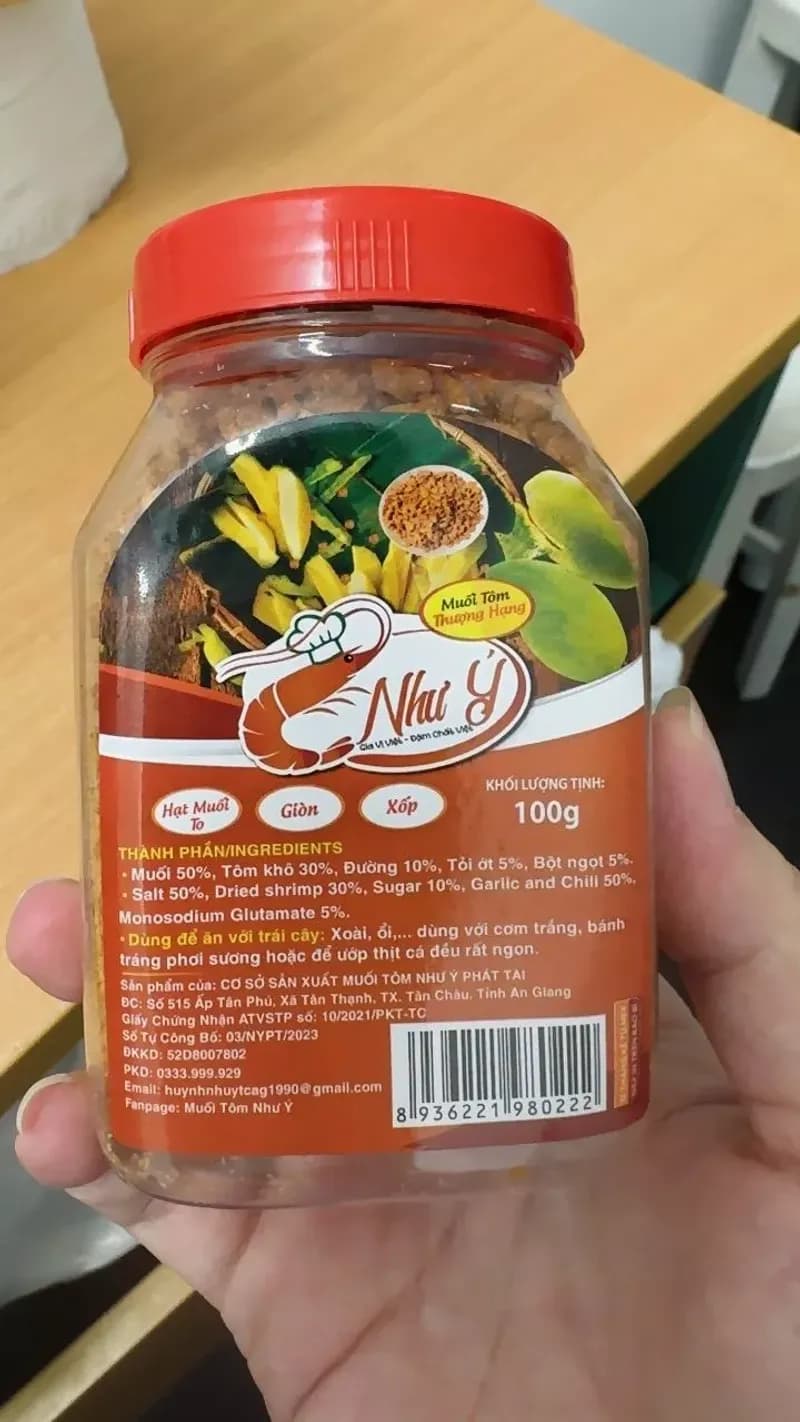 Muối Tôm
Thượng Hạng
Như Ý
Gia Vị Việt - Đậm Chất Việt
Hạt Muối
To
Giòn
Xốp
KHỐI LƯỢNG TỊNH:
100g
THÀNH PHẦN/INGREDIENTS
• Muối 50%, Tôm khô 30%, Đường 10%, Tỏi ớt 5%, Bột ngọt 5%.
• Salt 50%, Dried shrimp 30%, Sugar 10%, Garlic and Chili 50%,
Monosodium Glutamate 5%.
• Dùng để ăn với trái cây: Xoài, ổi,... dùng với cơm trắng, bánh
tráng phơi sương hoặc để ướp thịt cá đều rất ngon.
Sản phẩm của: CƠ SỞ SẢN XUẤT MUỐI TÔM NHƯ Ý PHÁT TÀI
ĐC: Số 515 Ấp Tân Phú, Xã Tân Thạnh, TX. Tân Châu, Tỉnh An Giang
Giấy Chứng Nhận ATVSTP số: 10/2021/PKT-TC
Số Tự Công Bố: 03/NYPT/2023
ĐKKD: 52D8007802
PKD: 0333.999.929
Email: huynhnhuytcag1990@gmail.com
Fanpage: Muối Tôm Như Ý
8 936221 980222